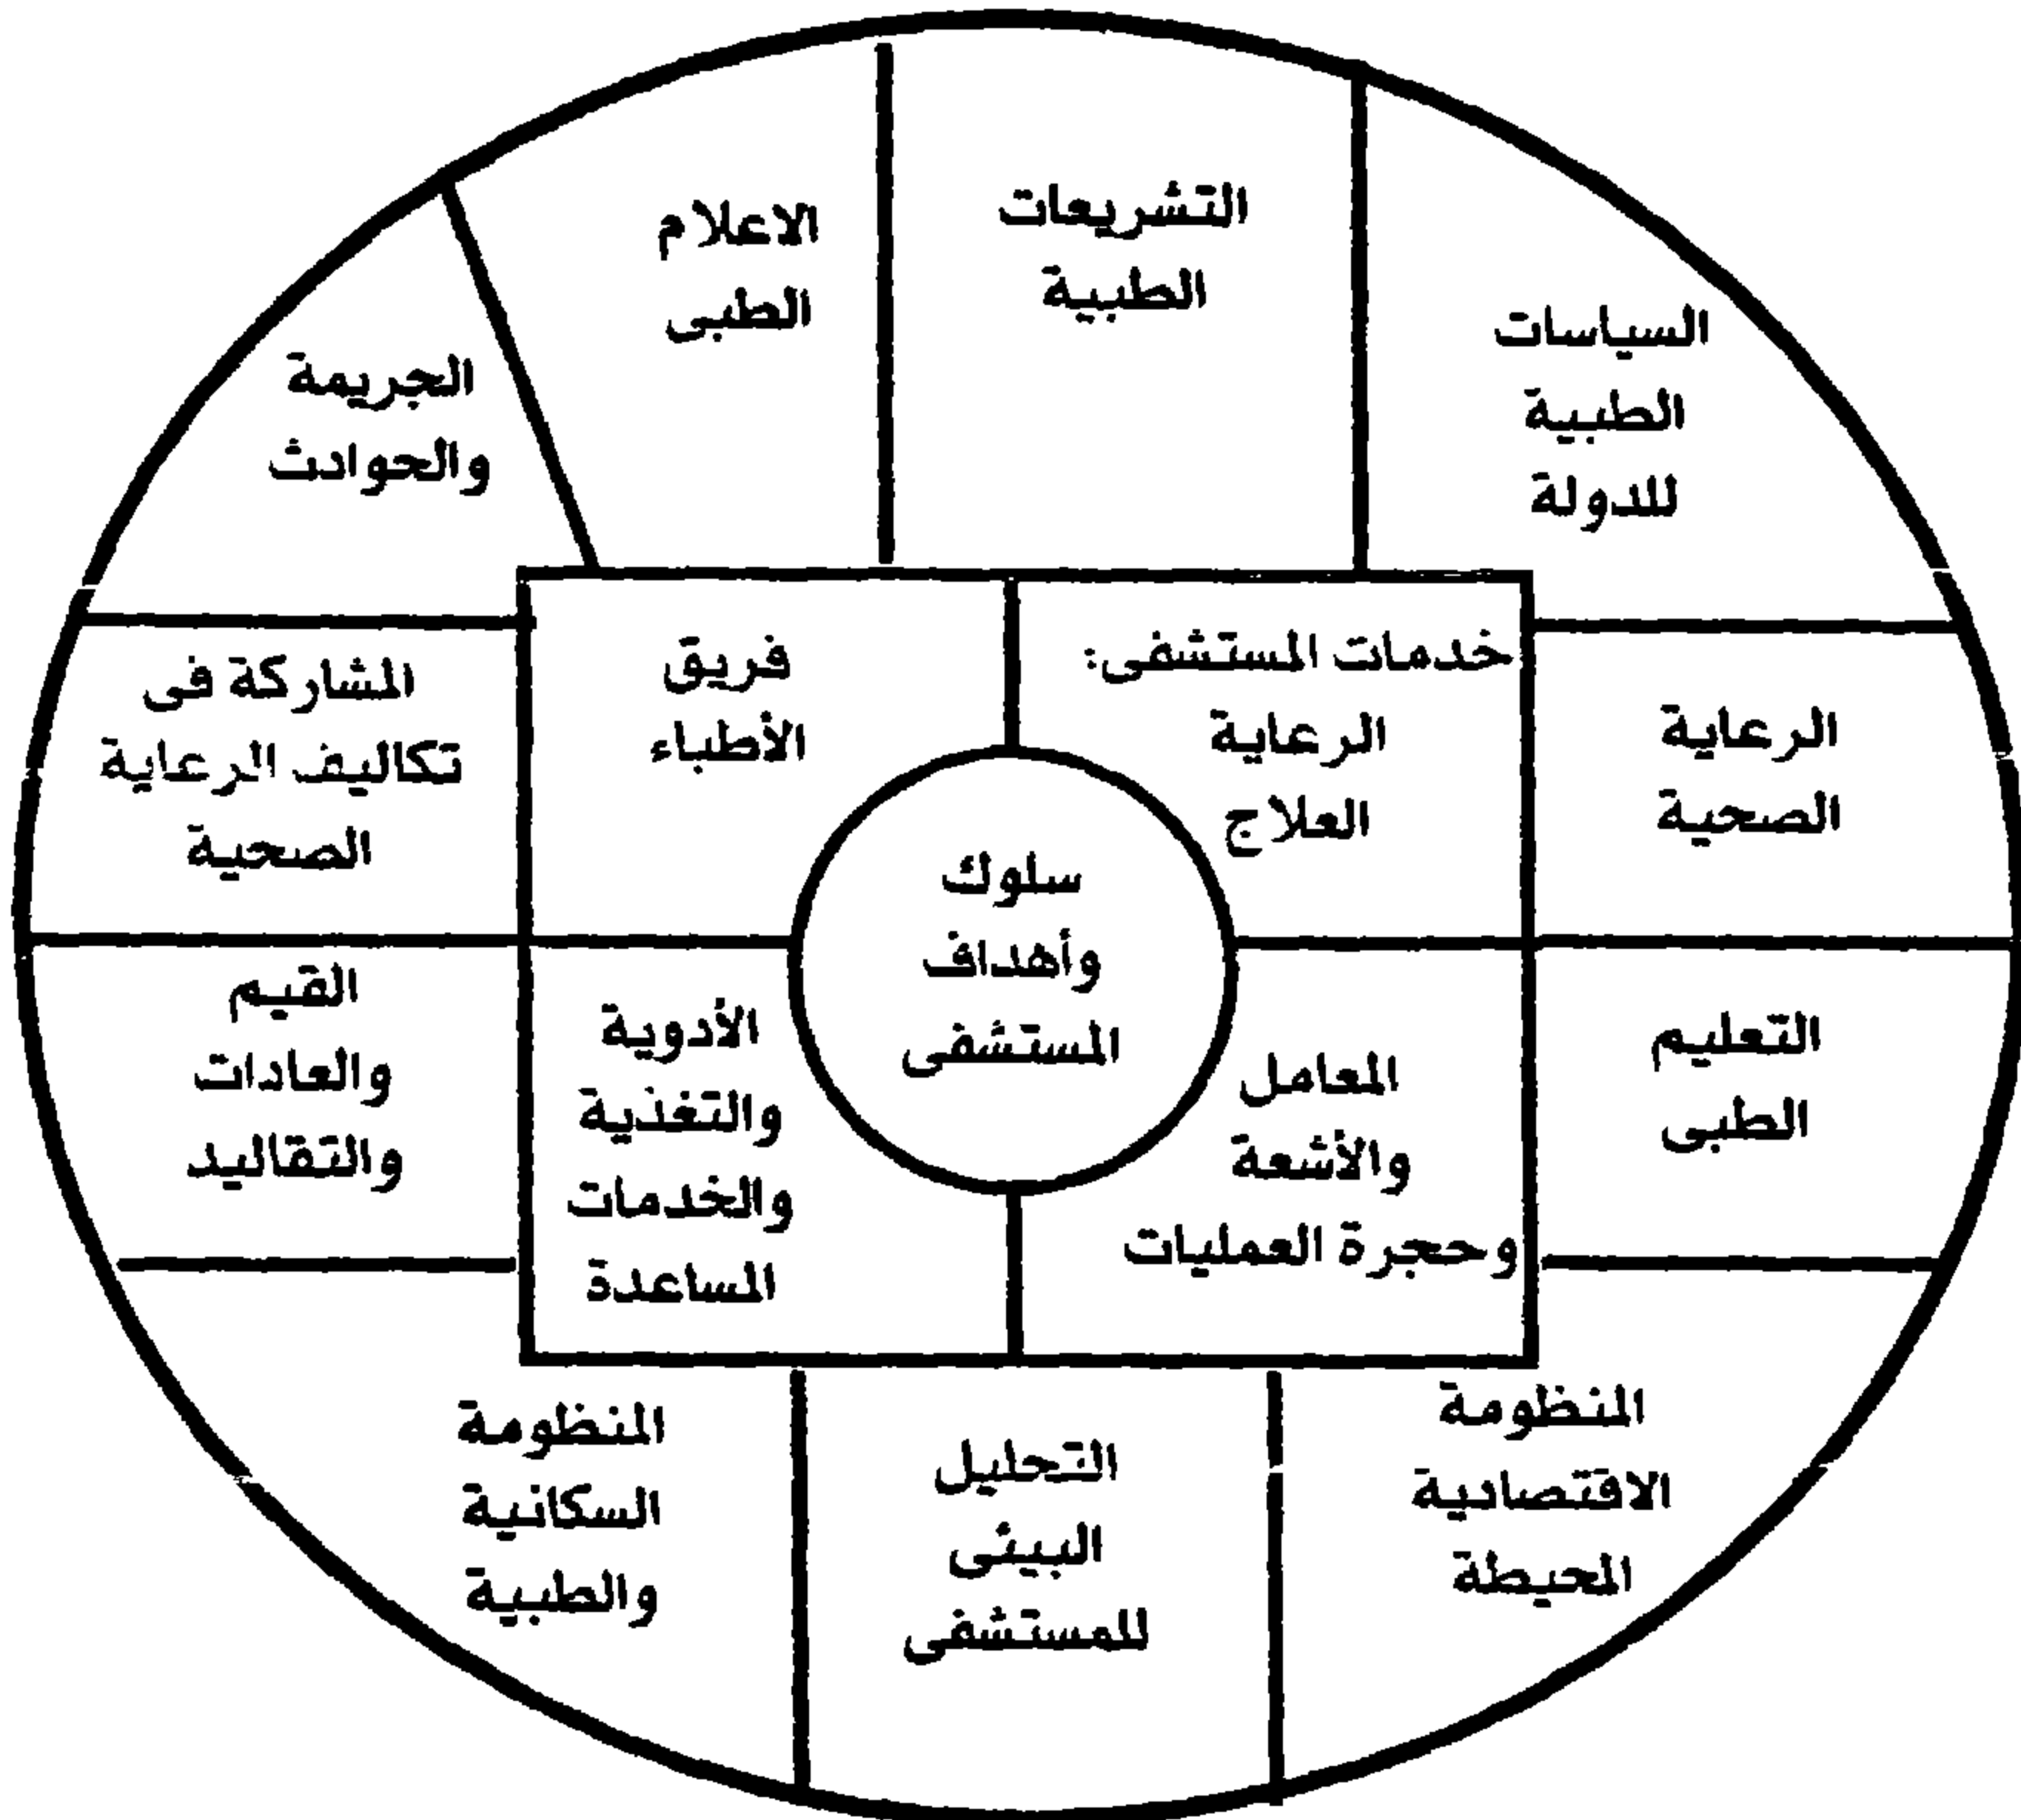 التشريعات
الطبية
الاعلام
الطبى
السياسات
الطبية
للدولة
الجريمة
والحوادث
خدمات المستشفى:
الرعاية
العلاج
فريق
الأطباء
الرعاية
الصحية
المشاركة فى
تكاليف الرعاية
الصحية
سلوك
وأهداف
المستشفى
التعليم
الطبى
المعامل
والأشعة
وحجرة العمليات
الأدوية
والتغذية
والخدمات
المساعدة
القيم
والعادات
والتقاليد
المنظومة
الاقتصادية
المحيطة
التحليل
البيئى
للمستشفى
المنظومة
السكانية
والطبية